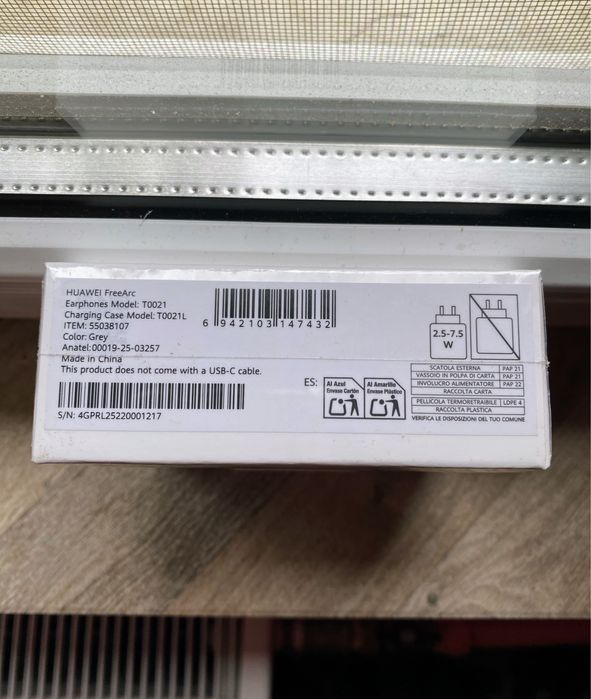 HUAWEI FreeArc
Earphones Model: T0021
Charging Case Model: T0021L
ITEM: 55038107
Color: Grey
Anatel: 00019-25-03257
Made in China
This product does not come with a USB-C cable.
S/N: 4GPRL25220001217
6 942103 147432
2.5-7.5
W
ES:
Al Azul
Envase Cartón
Al Amarillo
Envase Plástico
SCATOLA ESTERNA PAP 21
VASSOIO IN POLPA DI CARTA PAP 21
INVOLUCRO ALIMENTATORE PAP 22
RACCOLTA CARTA
PELLICOLA TERMORETRAIBILE LDPE 4
RACCOLTA PLASTICA
VERIFICA LE DISPOSIZIONI DEL TUO COMUNE